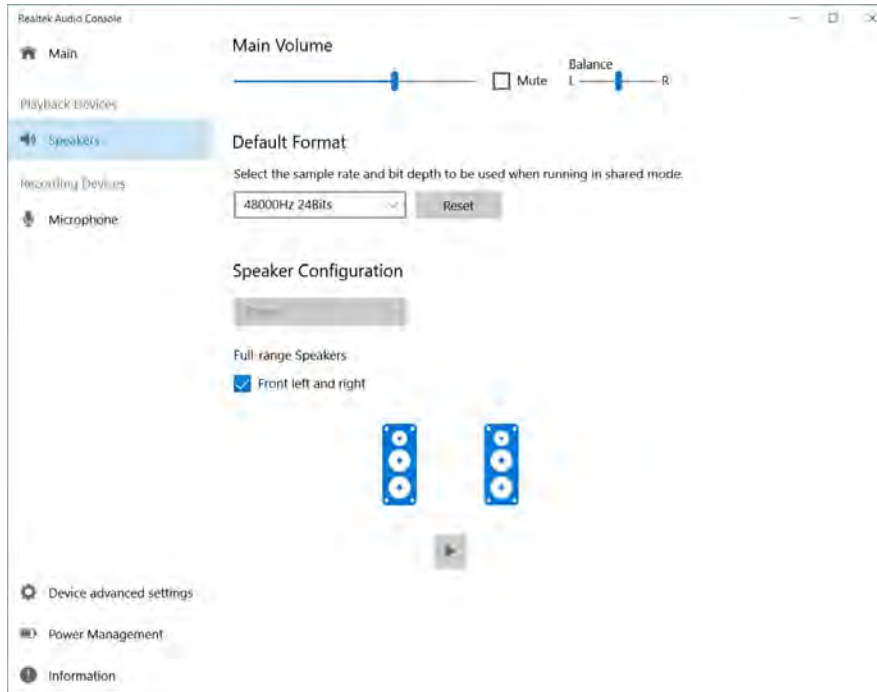 Realtek Audio Console
Main
Playback Devices
Speakers
Recording Devices
Microphone
Device advanced settings
Power Management
Information
Main Volume
Mute
Balance
L
R
Default Format
Select the sample rate and bit depth to be used when running in shared mode.
48000Hz 24Bits
Reset
Speaker Configuration
Full-range Speakers
Front left and right